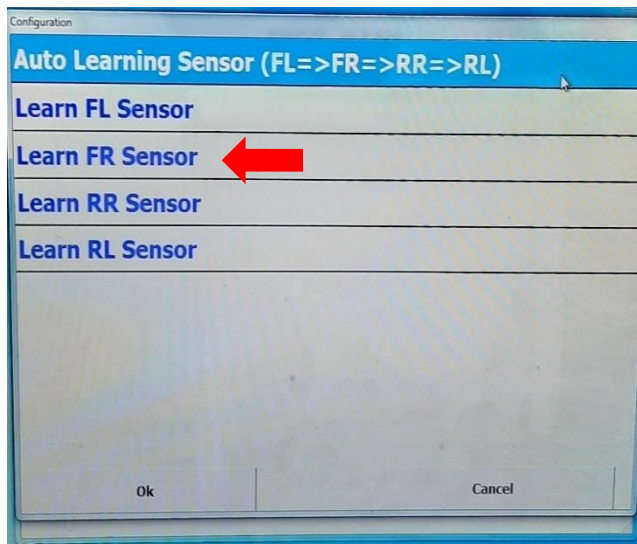 Configuration
Auto Learning Sensor (FL=>FR=>RR=>RL)
Learn FL Sensor
Learn FR Sensor
Learn RR Sensor
Learn RL Sensor
Ok
Cancel